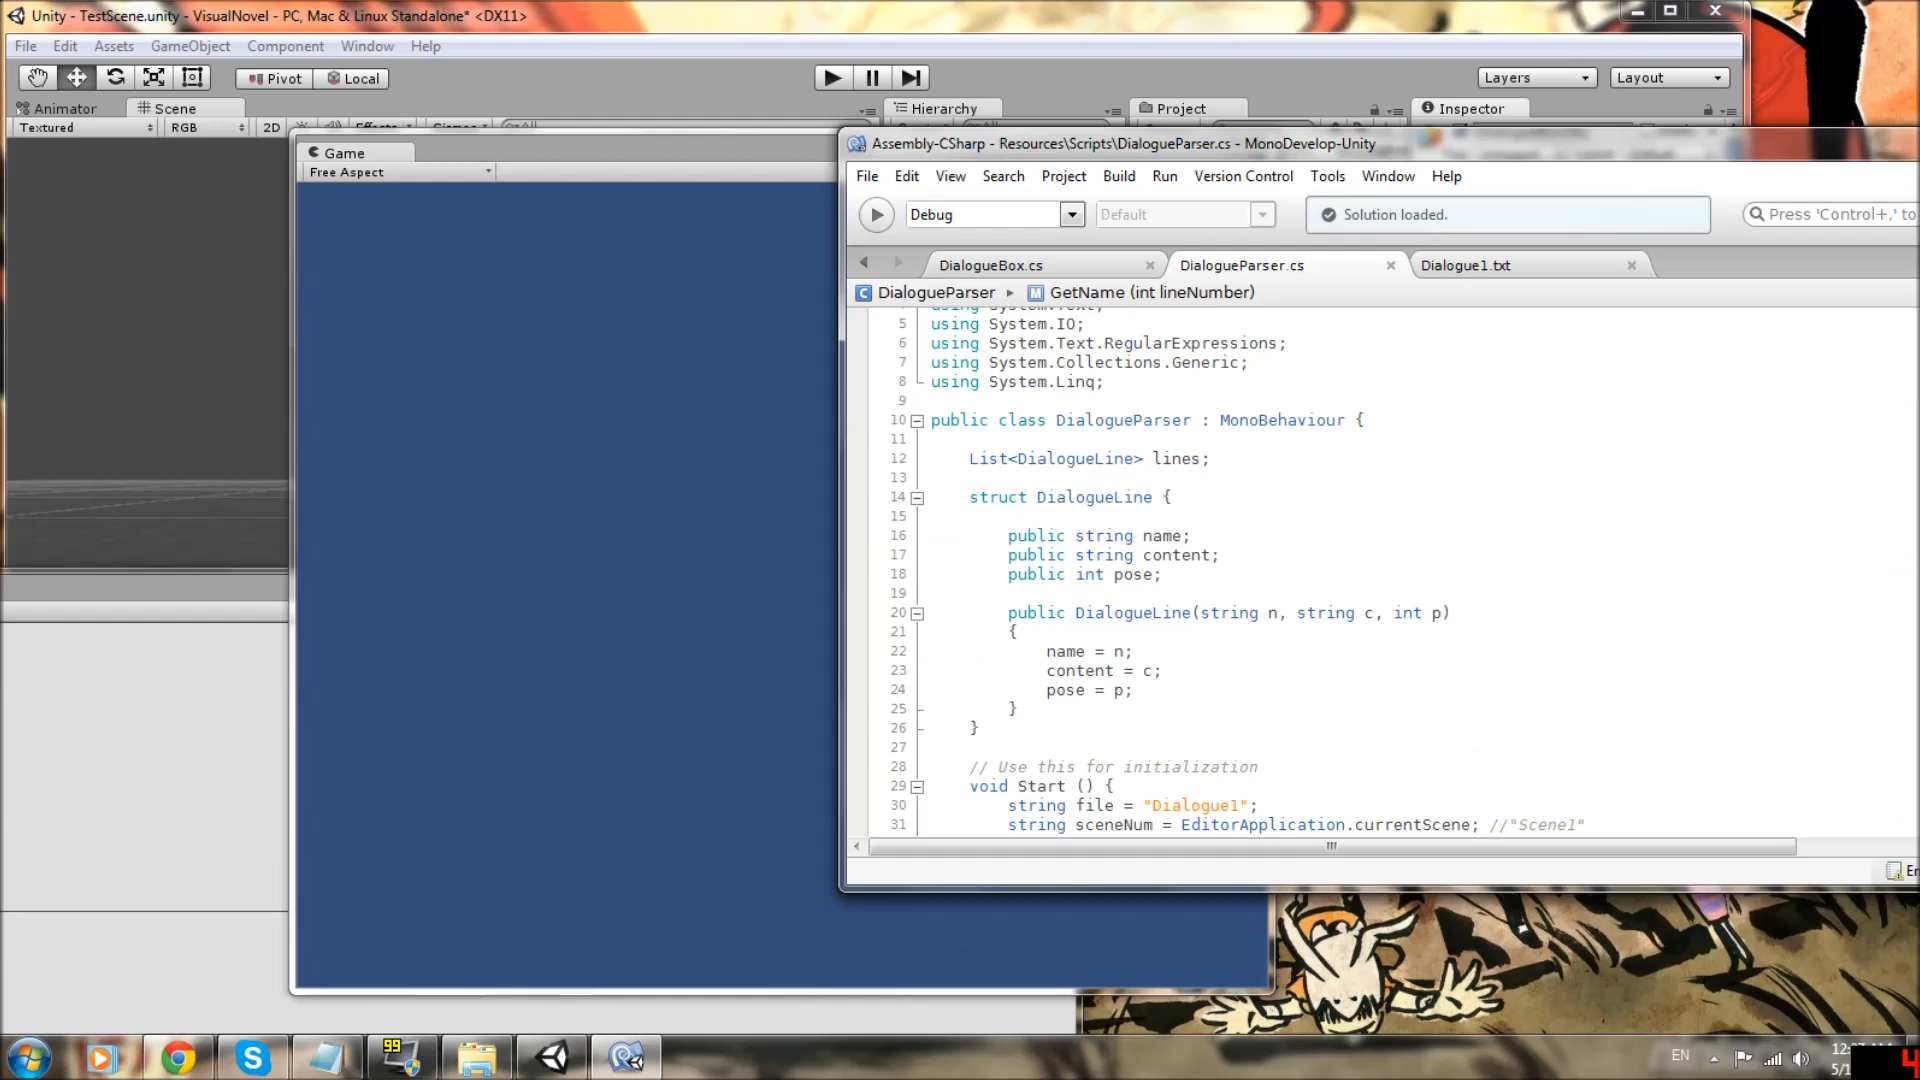 Unity - TestScene.unity - VisualNovel - PC, Mac & Linux Standalone* <DX11>
File Edit Assets GameObject Component Window Help
Pivot Local Layers Layout
Animator Scene Hierarchy Project Inspector
Textured RGB 2D
Game
Free Aspect
Assembly-CSharp - Resources\Scripts\DialogueParser.cs - MonoDevelop-Unity
File Edit View Search Project Build Run Version Control Tools Window Help
Debug Default Solution loaded. Press 'Control+,' to
DialogueBox.cs DialogueParser.cs Dialogue1.txt
DialogueParser GetName (int lineNumber)
using System.Text;
5 using System.IO;
6 using System.Text.RegularExpressions;
7 using System.Collections.Generic;
8 using System.Linq;
9
10 public class DialogueParser : MonoBehaviour {
11
12 List<DialogueLine> lines;
13
14 struct DialogueLine {
15
16 public string name;
17 public string content;
18 public int pose;
19
20 public DialogueLine(string n, string c, int p)
21 {
22 name = n;
23 content = c;
24 pose = p;
25 }
26 }
27
28 // Use this for initialization
29 void Start () {
30 string file = "Dialogue1";
31 string sceneNum = EditorApplication.currentScene; //"Scene1"
99
EN